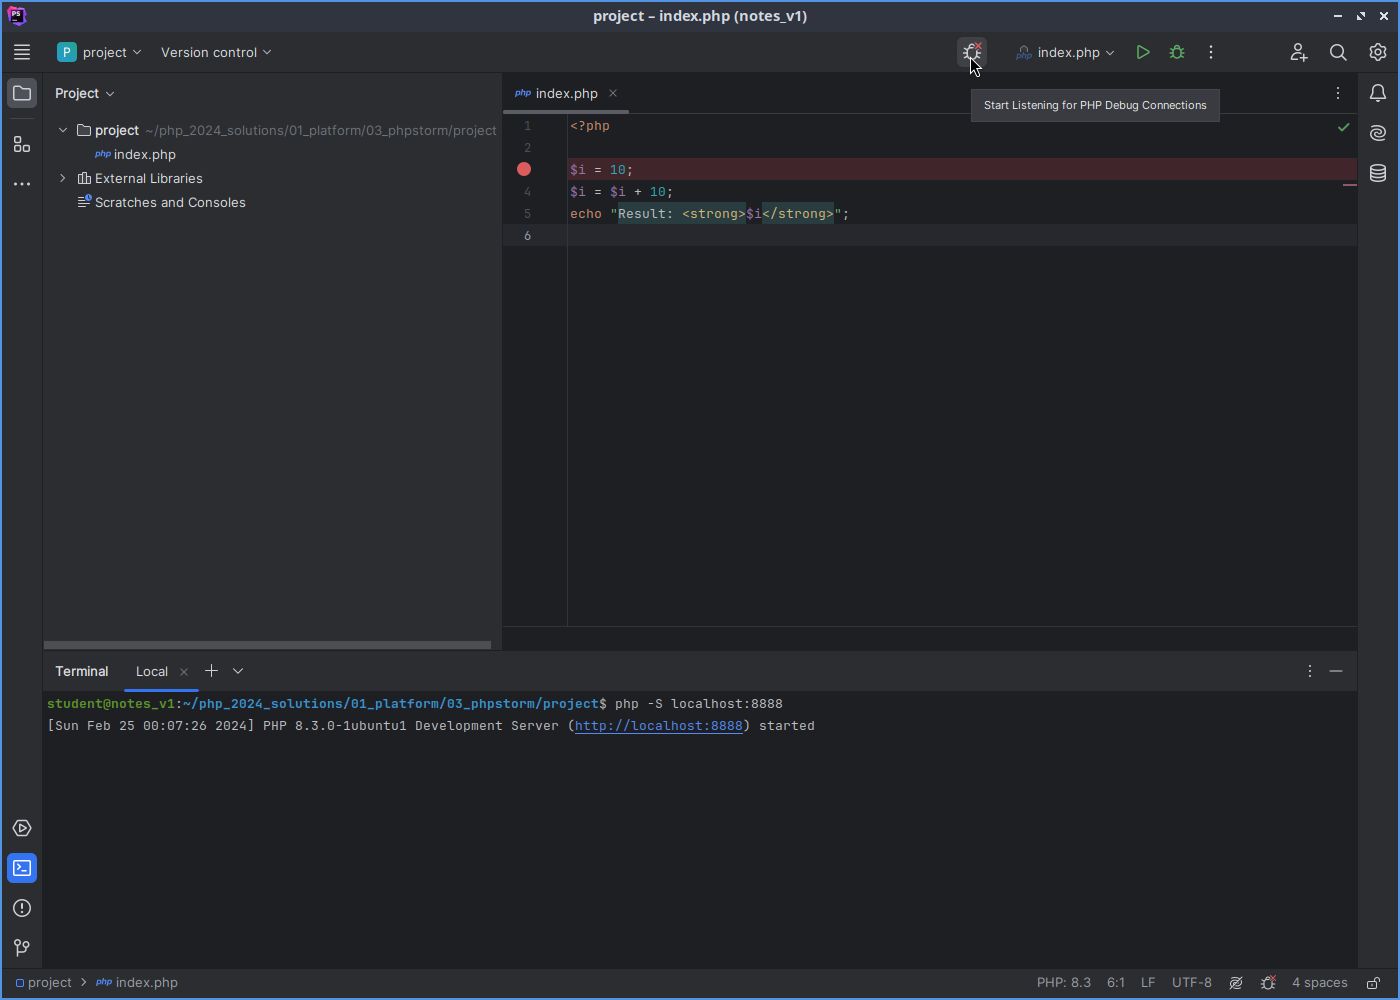 PS
project – index.php (notes_v1)
P project
Version control
index.php
Start Listening for PHP Debug Connections
Project
php index.php
project ~/php_2024_solutions/01_platform/03_phpstorm/project
php index.php
External Libraries
Scratches and Consoles
1 <?php
2
$i = 10;
4 $i = $i + 10;
5 echo "Result: <strong>$i</strong>";
6
Terminal Local
student@notes_v1:~/php_2024_solutions/01_platform/03_phpstorm/project$ php -S localhost:8888
[Sun Feb 25 00:07:26 2024] PHP 8.3.0-1ubuntu1 Development Server (http://localhost:8888) started
project > php index.php
PHP: 8.3 6:1 LF UTF-8 4 spaces